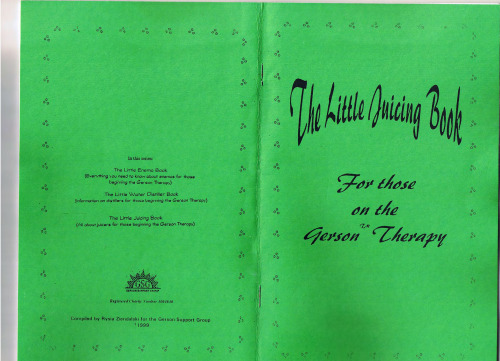 In this series:
The Little Enema Book
(Everything you need to know about enemas for those
beginning the Gerson Therapy)
The Little Water Distiller Book
(Information on distillers for those beginning the Gerson Therapy)
The Little Juicing Book
(All about juicers for those beginning the Gerson Therapy)
GSG
Registered Charity Number
Compiled by for the Gerson Support Group
1999
The Little Juicing Book
For those
on the
Gerson TM Therapy